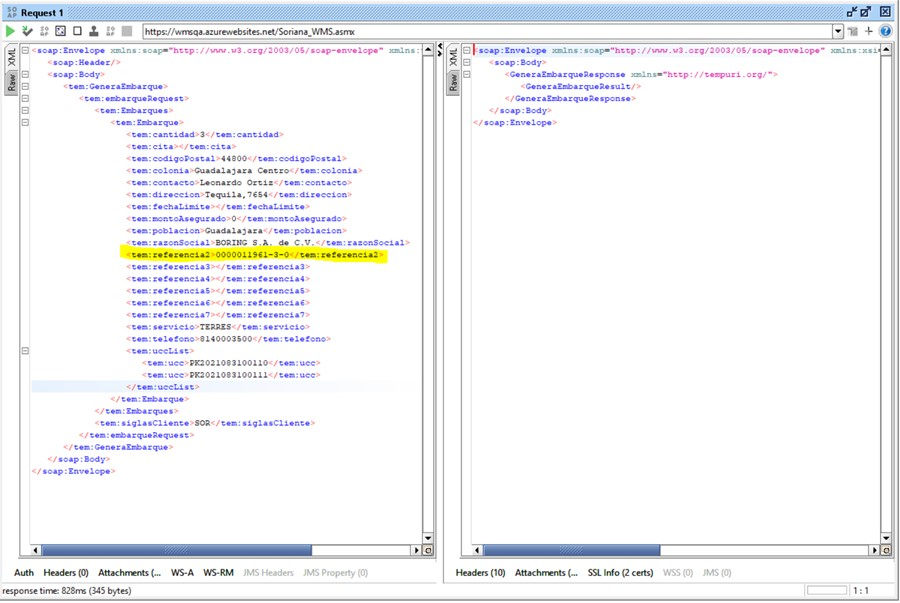 SO AP Request 1
https://wmsqa.azurewebsites.net/Soriana_WMS.asmx
XML
Raw
<soap:Envelope xmlns:soap="http://www.w3.org/2003/05/soap-envelope" xmlns:
<soap:Header/>
<soap:Body>
<tem:GeneraEmbarque>
<tem:embarqueRequest>
<tem:Embarques>
<tem:Embarque>
<tem:cantidad>3</tem:cantidad>
<tem:cita></tem:cita>
<tem:codigoPostal>44800</tem:codigoPostal>
<tem:colonia>Guadalajara Centro</tem:colonia>
<tem:contacto>Leonardo Ortiz</tem:contacto>
<tem:direccion>Tequila,7654</tem:direccion>
<tem:fechaLimite></tem:fechaLimite>
<tem:montoAsegurado>0</tem:montoAsegurado>
<tem:poblacion>Guadalajara</tem:poblacion>
<tem:razonSocial>BORING S.A. de C.V.</tem:razonSocial>
<tem:referencia2>0000011961-3-0</tem:referencia2>
<tem:referencia3></tem:referencia3>
<tem:referencia4></tem:referencia4>
<tem:referencia5></tem:referencia5>
<tem:referencia6></tem:referencia6>
<tem:referencia7></tem:referencia7>
<tem:servicio>TERRES</tem:servicio>
<tem:telefono>8140003500</tem:telefono>
<tem:uccList>
<tem:ucc>PK2021083100110</tem:ucc>
<tem:ucc>PK2021083100111</tem:ucc>
</tem:uccList>
</tem:Embarque>
</tem:Embarques>
<tem:siglasCliente>SOR</tem:siglasCliente>
</tem:embarqueRequest>
</tem:GeneraEmbarque>
</soap:Body>
</soap:Envelope>
XML
Raw
<soap:Envelope xmlns:soap="http://www.w3.org/2003/05/soap-envelope" xmlns:xsi=
<soap:Body>
<GeneraEmbarqueResponse xmlns="http://tempuri.org/">
<GeneraEmbarqueResult/>
</GeneraEmbarqueResponse>
</soap:Body>
</soap:Envelope>
Auth Headers (0) Attachments (... WS-A WS-RM JMS Headers JMS Property (0)
Headers (10) Attachments (... SSL Info (2 certs) WSS (0) JMS (0)
response time: 828ms (345 bytes)
1 : 1